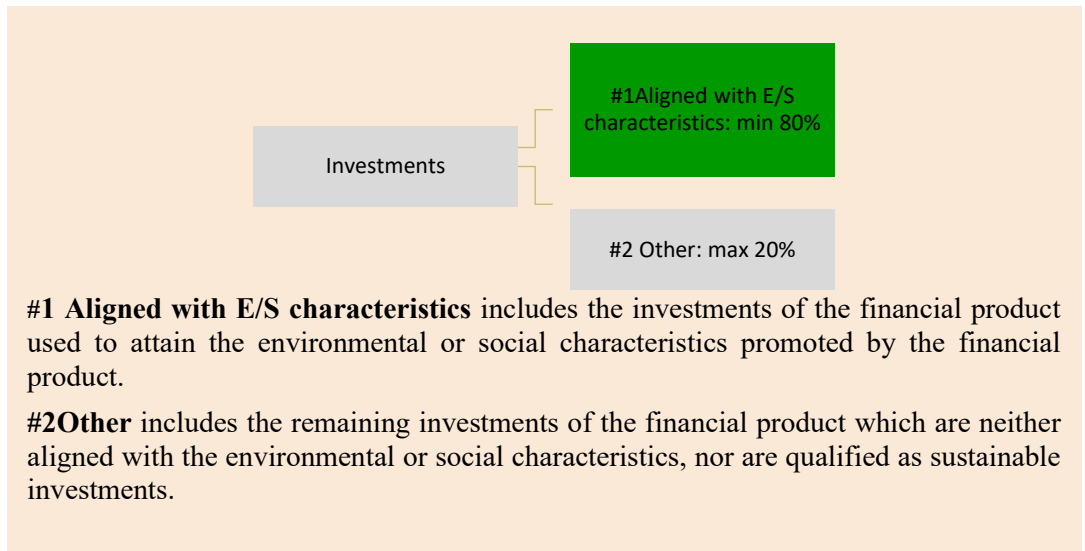 #1Aligned with E/S
characteristics: min 80%
Investments
#2 Other: max 20%
#1 Aligned with E/S characteristics includes the investments of the financial product
used to attain the environmental or social characteristics promoted by the financial
product.
#2Other includes the remaining investments of the financial product which are neither
aligned with the environmental or social characteristics, nor are qualified as sustainable
investments.